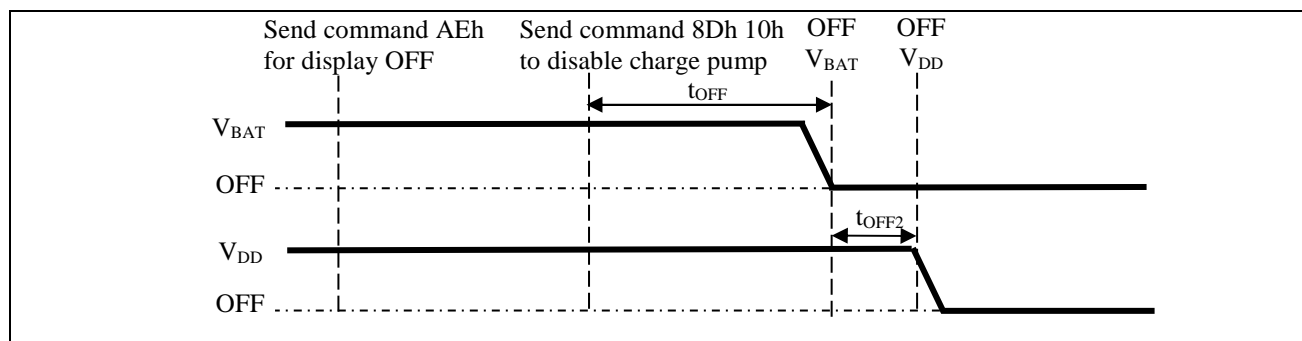 Send command AEh
for display OFF
Send command 8Dh 10h
to disable charge pump
OFF
VBAT
OFF
VDD
tOFF
VBAT
OFF
tOFF2
VDD
OFF